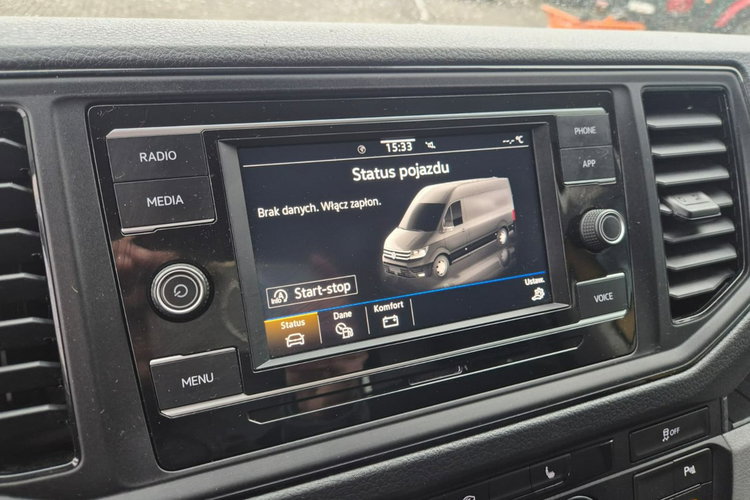 15:33
--,-°C
Status pojazdu
Brak danych. Włącz zapłon.
Info
Start-stop
Status
Dane
Komfort
Ustaw.
RADIO
MEDIA
MENU
PHONE
APP
VOICE
OFF
P